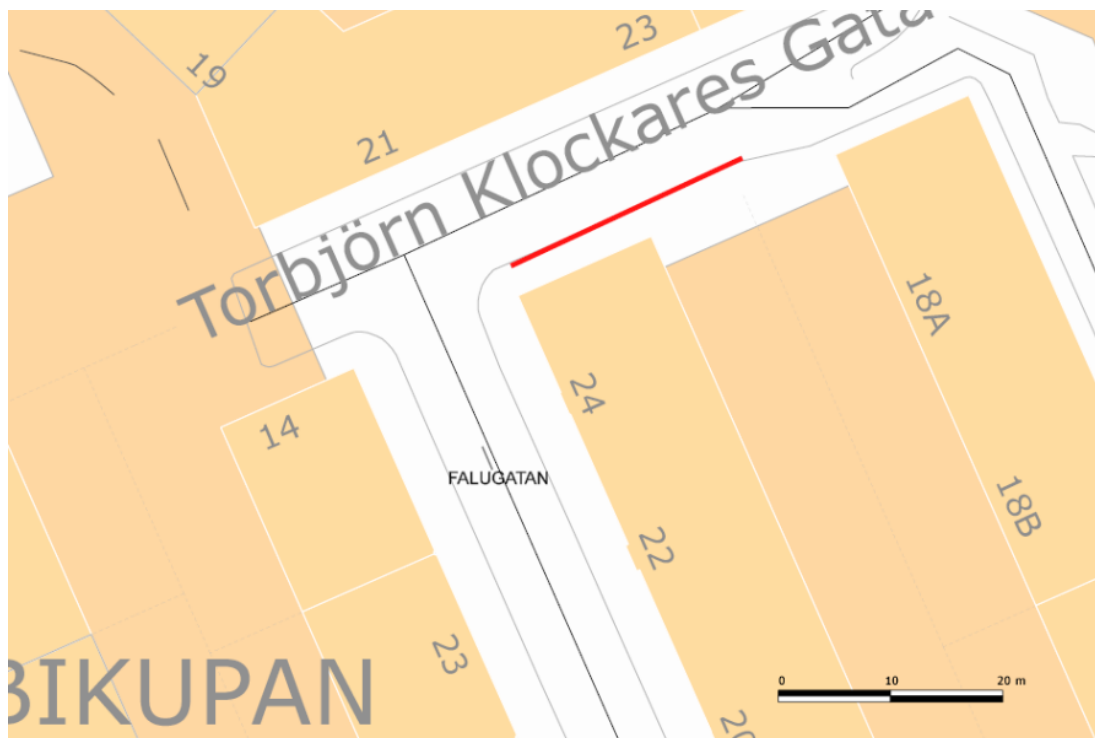 23
19
Torbjörn Klockares Gata
21
18A
24
14
FALUGATAN
18B
22
23
BIKUPAN
0 10 20 m
20